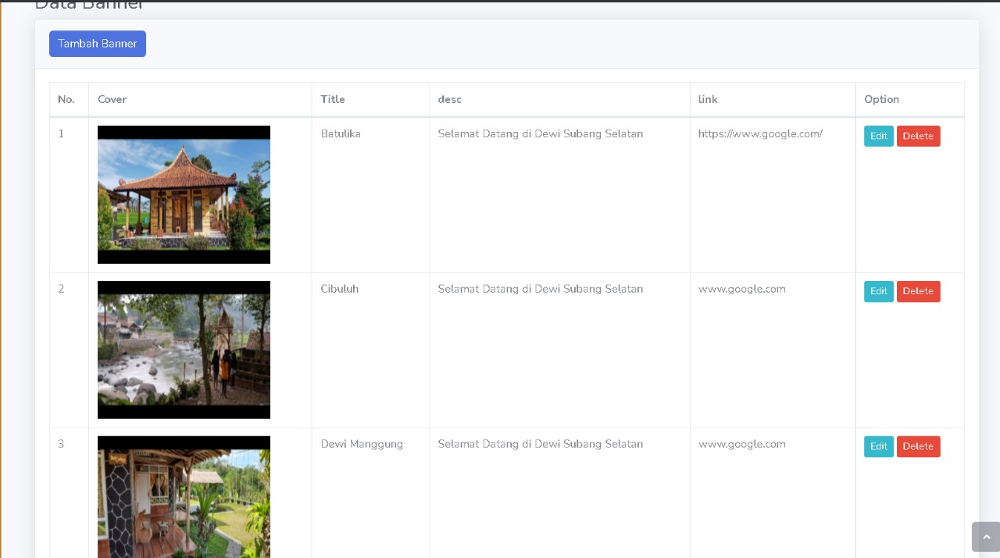 Data Banner
Tambah Banner
No. Cover Title desc link Option
1 Batulika Selamat Datang di Dewi Subang Selatan https://www.google.com/ Edit Delete
2 Cibuluh Selamat Datang di Dewi Subang Selatan www.google.com Edit Delete
3 Dewi Manggung Selamat Datang di Dewi Subang Selatan www.google.com Edit Delete